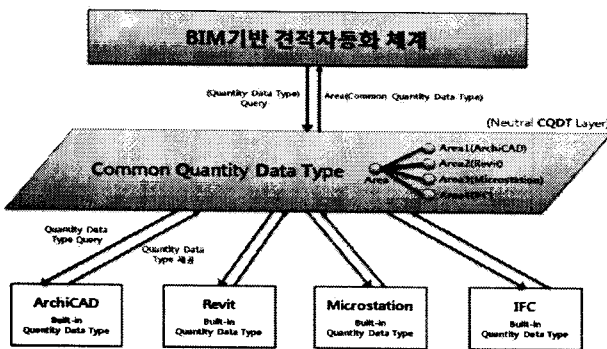 BIM기반 견적자동화 체계
(Quantity Data Type)
Query
Area(Common Quantity Data Type)
(Neutral CQDT Layer)
Common Quantity Data Type
Area
Area1(ArchiCAD)
Area2(Revit)
Area3(Microstation)
Area4(IFC)
Quantity Data
Type Query
Quantity Data
Type 제공
ArchiCAD
Built-in
Quantity Data Type
Revit
Built-in
Quantity Data Type
Microstation
Built-in
Quantity Data Type
IFC
Built-in
Quantity Data Type